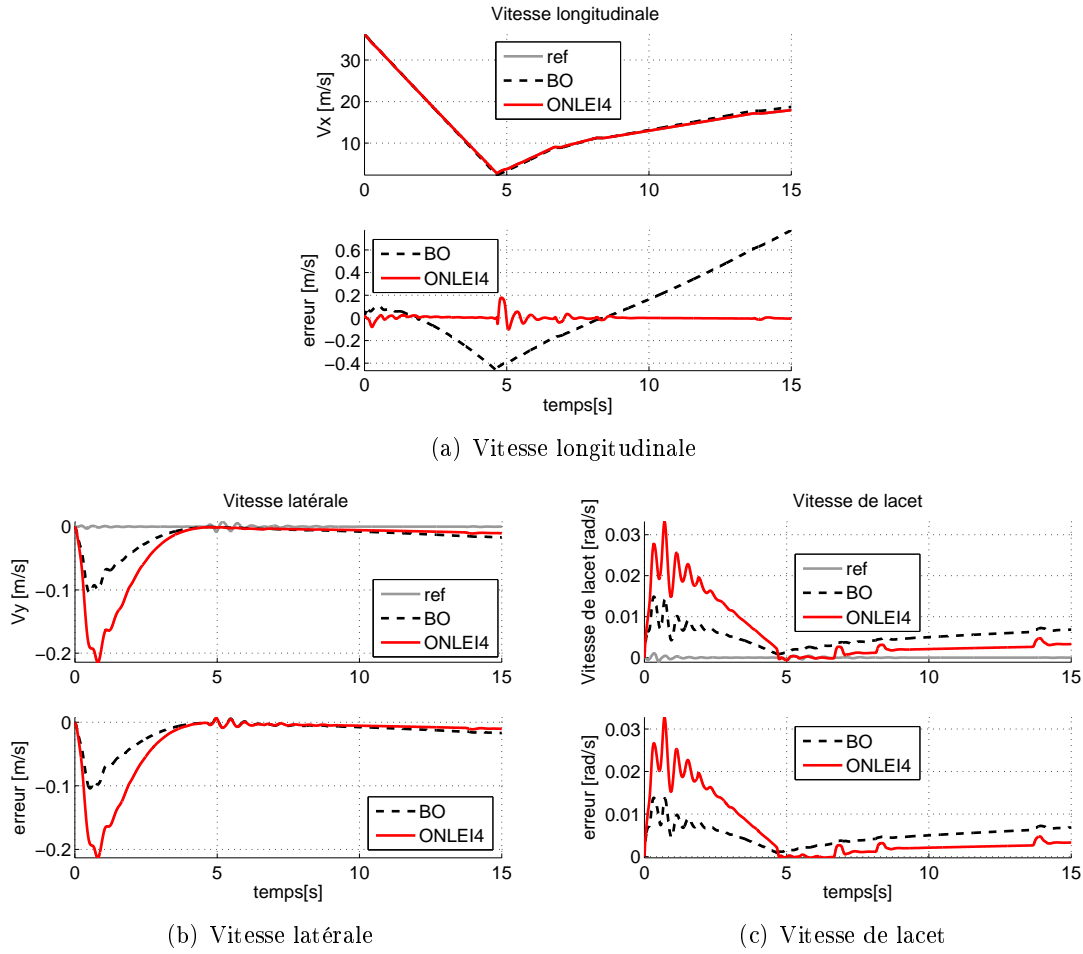 Vitesse longitudinale
Vx [m/s]
30
20
10
0
5
10
15
ref
BO
ONLEI4
erreur [m/s]
0.6
0.4
0.2
0
−0.2
−0.4
0
5
10
15
BO
ONLEI4
temps[s]
(a) Vitesse longitudinale
Vitesse latérale
Vy [m/s]
0
−0.1
−0.2
0
5
10
15
ref
BO
ONLEI4
erreur [m/s]
0
−0.1
−0.2
0
5
10
15
BO
ONLEI4
temps[s]
(b) Vitesse latérale
Vitesse de lacet
Vitesse de lacet [rad/s]
0.03
0.02
0.01
0
0
5
10
15
ref
BO
ONLEI4
erreur [rad/s]
0.03
0.02
0.01
0
0
5
10
15
BO
ONLEI4
temps[s]
(c) Vitesse de lacet